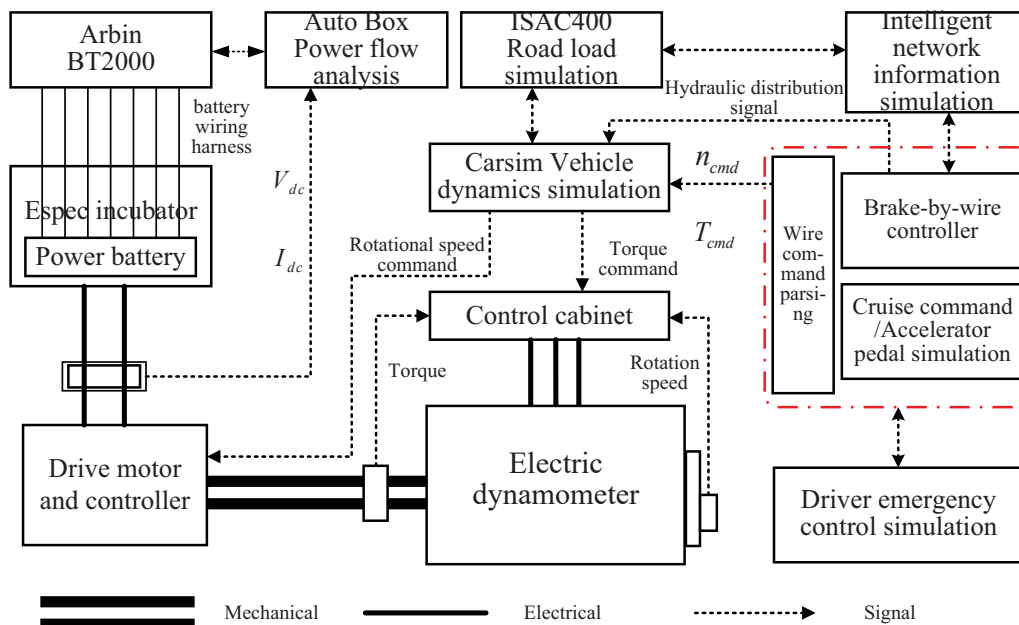 Arbin
BT2000
Auto Box
Power flow
analysis
ISAC400
Road load
simulation
Intelligent
network
information
simulation
battery
wiring
harness
Hydraulic distribution
signal
Espec incubator
Power battery
V dc
I dc
Carsim Vehicle
dynamics simulation
n cmd
T cmd
Wire
command
parsi-
ng
Brake-by-wire
controller
Cruise command
/Accelerator
pedal simulation
Rotational speed
command
Torque
command
Control cabinet
Torque
Rotation
speed
Drive motor
and controller
Electric
dynamometer
Driver emergency
control simulation
Mechanical
Electrical
Signal